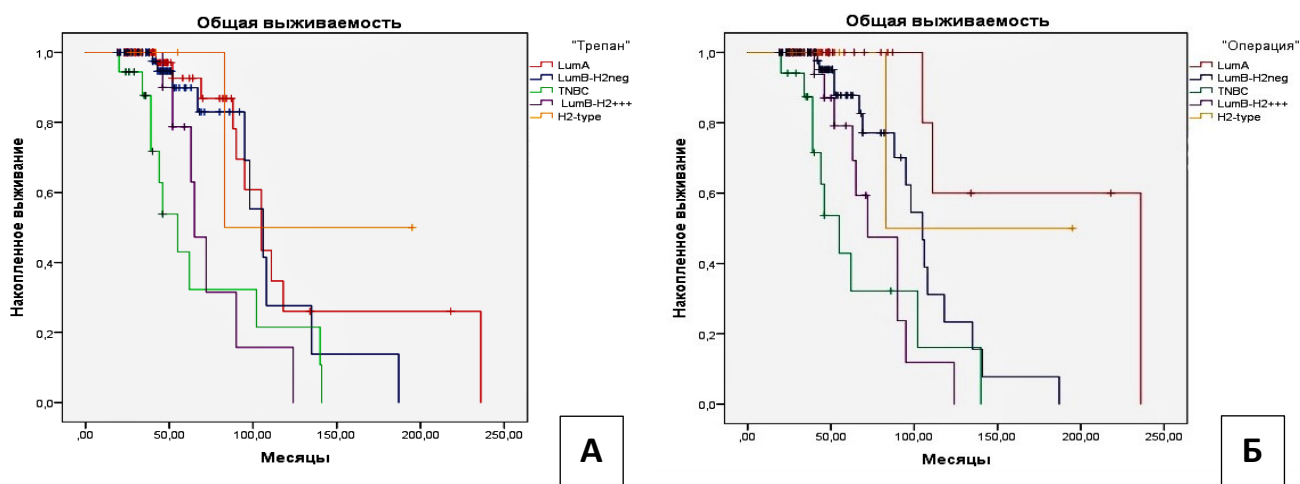 Общая выживаемость
"Трепан"
LumA
LumB-H2neg
TNBC
LumB-H2+++
H2-type
Накопленное выживание
1,0
0,8
0,6
0,4
0,2
0,0
,00 50,00 100,00 150,00 200,00 250,00
Месяцы
А
Общая выживаемость
"Операция"
LumA
LumB-H2neg
TNBC
LumB-H2+++
H2-type
Накопленное выживание
1,0
0,8
0,6
0,4
0,2
0,0
,00 50,00 100,00 150,00 200,00 250,00
Месяцы
Б